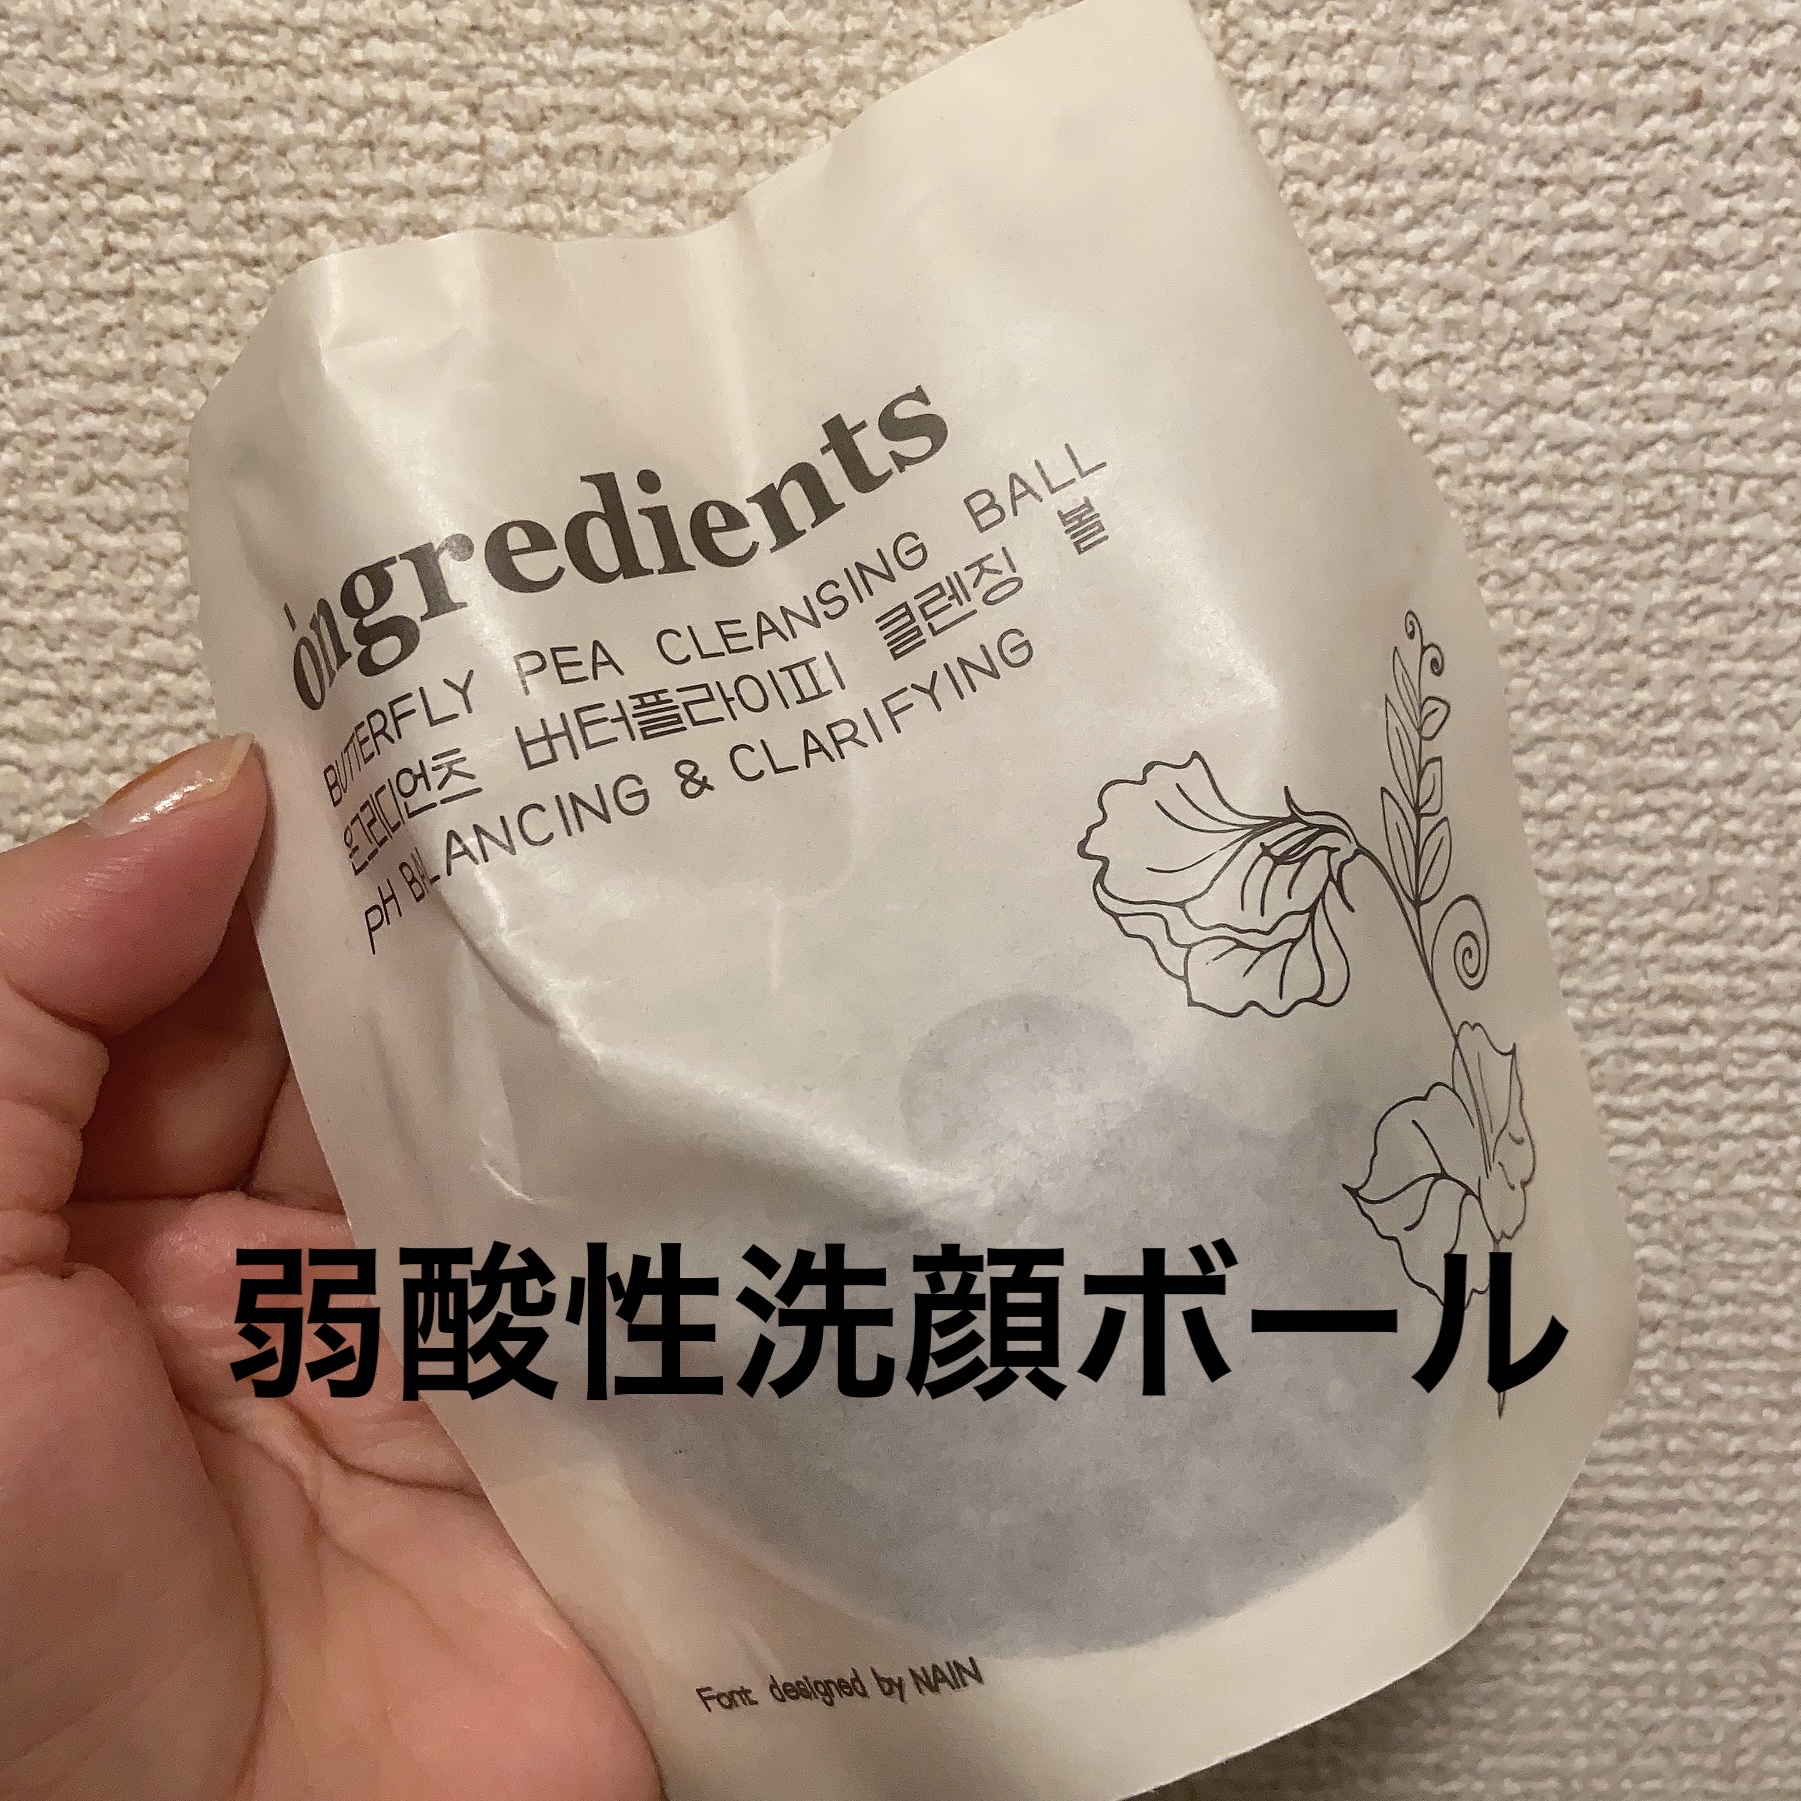 ongredients
BUTTERFLY PEA CLEANSING BALL
온그리디언츠 버터플라이피 클렌징 볼
pH BALANCING & CLARIFYING
弱酸性洗顔ボール
Font designed by NAIN